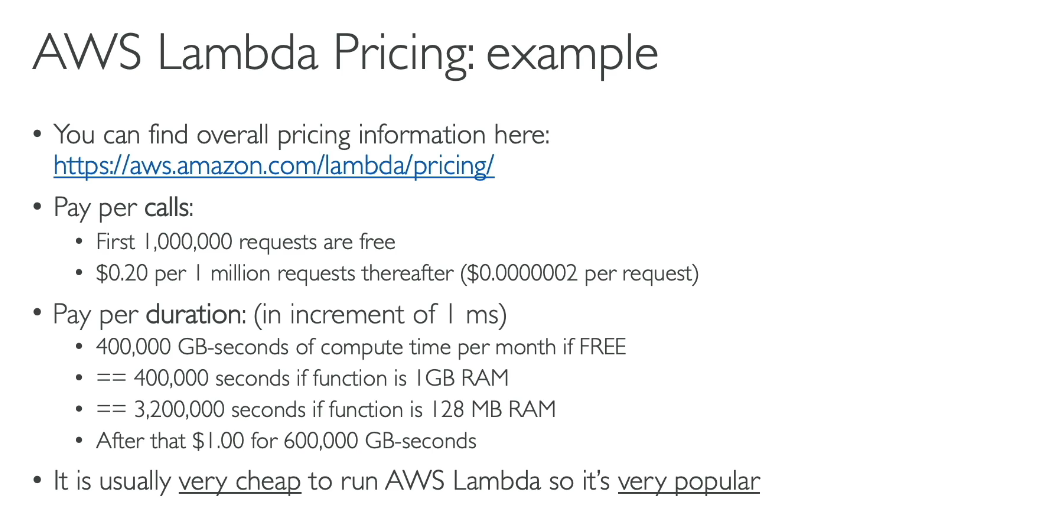 AWS Lambda Pricing: example
• You can find overall pricing information here:
https://aws.amazon.com/lambda/pricing/
• Pay per calls:
• First 1,000,000 requests are free
• $0.20 per 1 million requests thereafter ($0.0000002 per request)
• Pay per duration: (in increment of 1 ms)
• 400,000 GB-seconds of compute time per month if FREE
• == 400,000 seconds if function is 1GB RAM
• == 3,200,000 seconds if function is 128 MB RAM
• After that $1.00 for 600,000 GB-seconds
• It is usually very cheap to run AWS Lambda so it's very popular